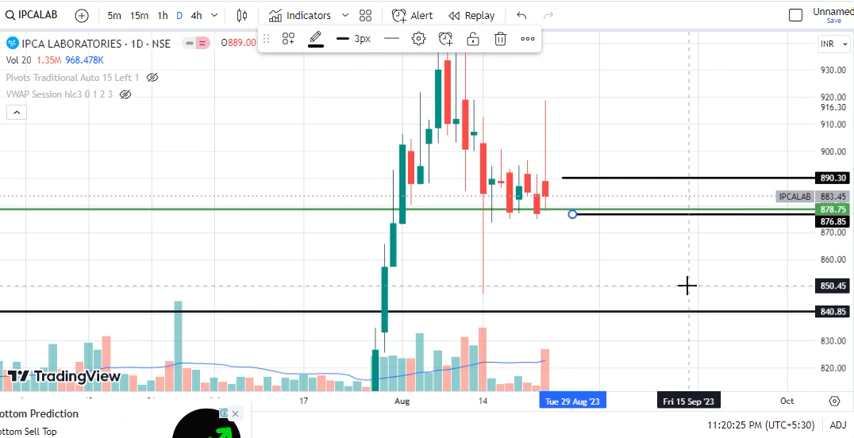 IPCALAB 5m 15m 1h D 4h Indicators Alert Replay Unnamed
Save
IPCA LABORATORIES · 1D · NSE O889.00 3px INR
Vol 20 1.35M 968.478K
Pivots Traditional Auto 15 Left 1
VWAP Session hlc3 0 1 2 3
930.00
920.00
916.30
910.00
900.00
890.30
IPCALAB 883.45
878.75
876.85
870.00
860.00
850.45
840.85
830.00
820.00
TradingView
17 Aug 14 Tue 29 Aug '23 Fri 15 Sep '23 Oct
ottom Prediction
ottom Sell Top
11:20:25 PM (UTC+5:30) ADJ